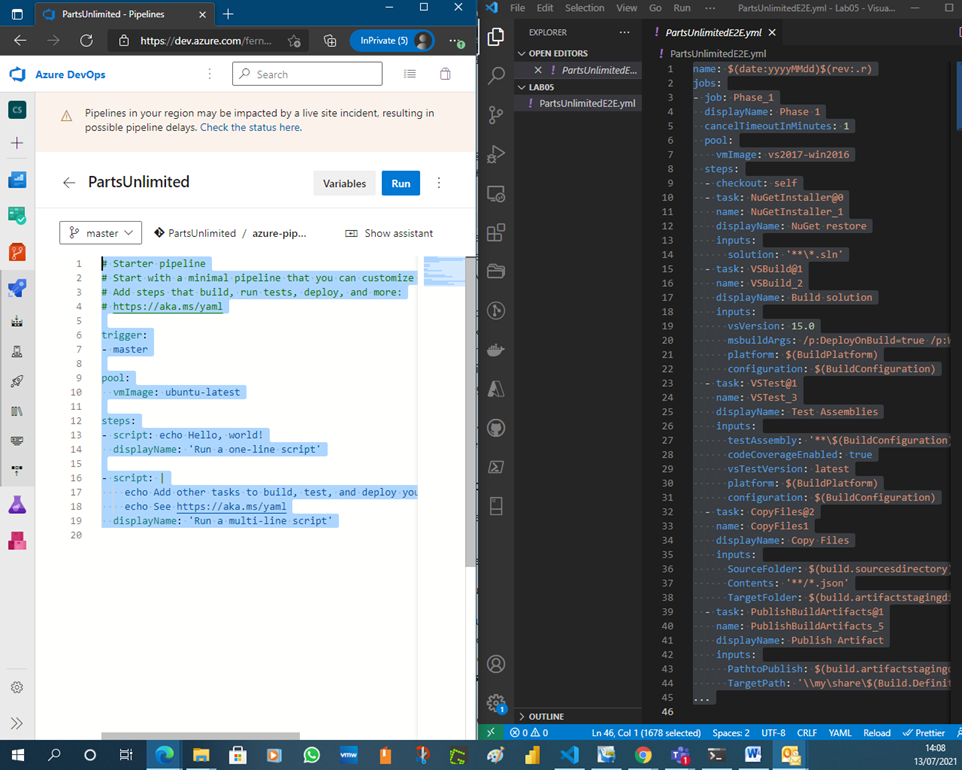 PartsUnlimited - Pipelines
https://dev.azure.com/fern...
InPrivate (5)
Azure DevOps
Search
CS
Pipelines in your region may be impacted by a live site incident, resulting in
possible pipeline delays. Check the status here.
PartsUnlimited
Variables
Run
master
PartsUnlimited / azure-pip...
Show assistant
1 # Starter pipeline
2 # Start with a minimal pipeline that you can customize
3 # Add steps that build, run tests, deploy, and more:
4 # https://aka.ms/yaml
5
6 trigger:
7 - master
8
9 pool:
10 vmImage: ubuntu-latest
11
12 steps:
13 - script: echo Hello, world!
14 displayName: 'Run a one-line script'
15
16 - script: |
17 echo Add other tasks to build, test, and deploy you
18 echo See https://aka.ms/yaml
19 displayName: 'Run a multi-line script'
20
File Edit Selection View Go Run ... PartsUnlimitedE2E.yml - Lab05 - Visua...
EXPLORER
OPEN EDITORS
! PartsUnlimitedE...
LAB05
! PartsUnlimitedE2E.yml
OUTLINE
! PartsUnlimitedE2E.yml
! PartsUnlimitedE2E.yml
1 name: $(date:yyyyMMdd)$(rev:.r)
2 jobs:
3 - job: Phase_1
4 displayName: Phase 1
5 cancelTimeoutInMinutes: 1
6 pool:
7 vmImage: vs2017-win2016
8 steps:
9 - checkout: self
10 - task: NuGetInstaller@0
11 name: NuGetInstaller_1
12 displayName: NuGet restore
13 inputs:
14 solution: '**\*.sln'
15 - task: VSBuild@1
16 name: VSBuild_2
17 displayName: Build solution
18 inputs:
19 vsVersion: 15.0
20 msbuildArgs: /p:DeployOnBuild=true /p:W
21 platform: $(BuildPlatform)
22 configuration: $(BuildConfiguration)
23 - task: VSTest@1
24 name: VSTest_3
25 displayName: Test Assemblies
26 inputs:
27 testAssembly: '**\$(BuildConfiguration)
28 codeCoverageEnabled: true
29 vsTestVersion: latest
30 platform: $(BuildPlatform)
31 configuration: $(BuildConfiguration)
32 - task: CopyFiles@2
33 name: CopyFiles1
34 displayName: Copy Files
35 inputs:
36 SourceFolder: $(build.sourcesdirectory)
37 Contents: '**/*.json'
38 TargetFolder: $(build.artifactstagingdi
39 - task: PublishBuildArtifacts@1
40 name: PublishBuildArtifacts_5
41 displayName: Publish Artifact
42 inputs:
43 PathtoPublish: $(build.artifactstagingd
44 TargetPath: '\\my\share\$(Build.Definit
45 ...
46
1
0 0 Ln 46, Col 1 (1678 selected) Spaces: 2 UTF-8 CRLF YAML Reload Prettier
vmw
14:08
13/07/2021